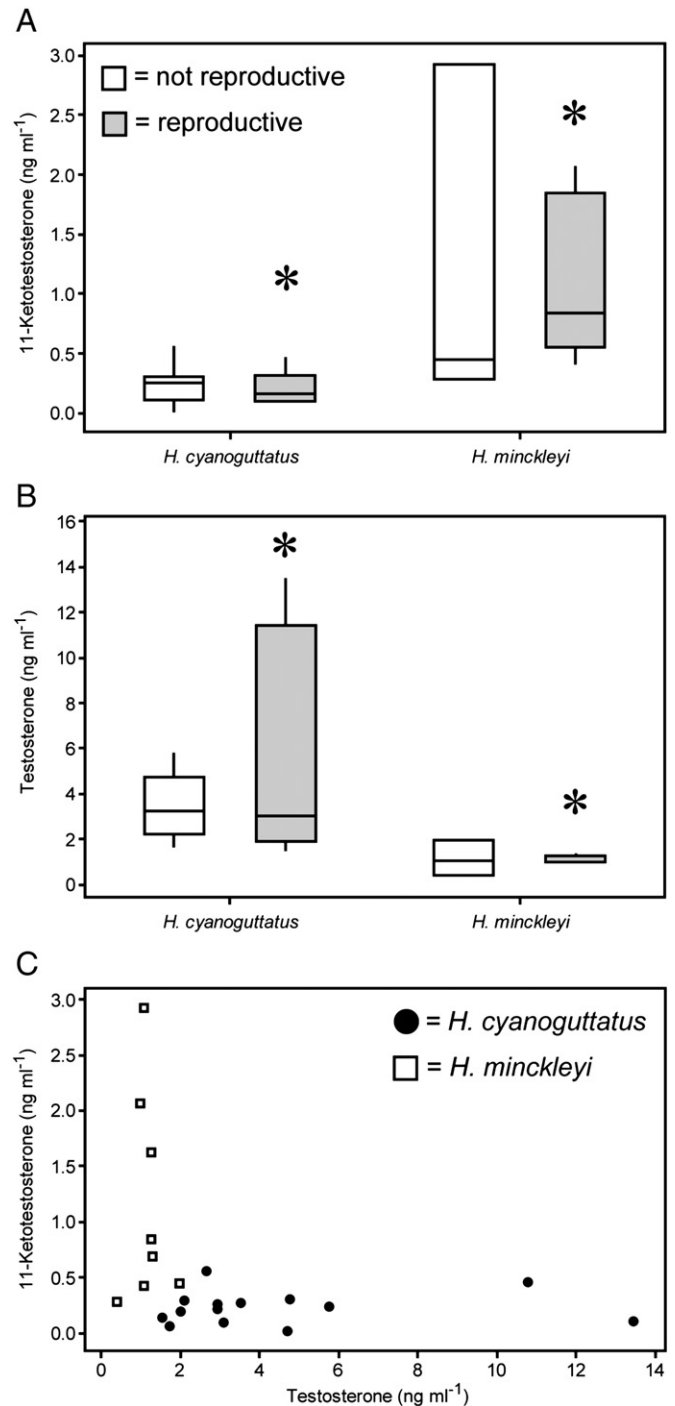 A
11-Ketotestosterone (ng ml-1)
3.0
2.5
2.0
1.5
1.0
0.5
0.0
= not reproductive
= reproductive
*
*
H. cyanoguttatus
H. minckleyi
B
Testosterone (ng ml-1)
16
14
12
10
8
6
4
2
0
*
*
H. cyanoguttatus
H. minckleyi
C
11-Ketotestosterone (ng ml-1)
3.0
2.5
2.0
1.5
1.0
0.5
0.0
= H. cyanoguttatus
= H. minckleyi
0 2 4 6 8 10 12 14
Testosterone (ng ml-1)